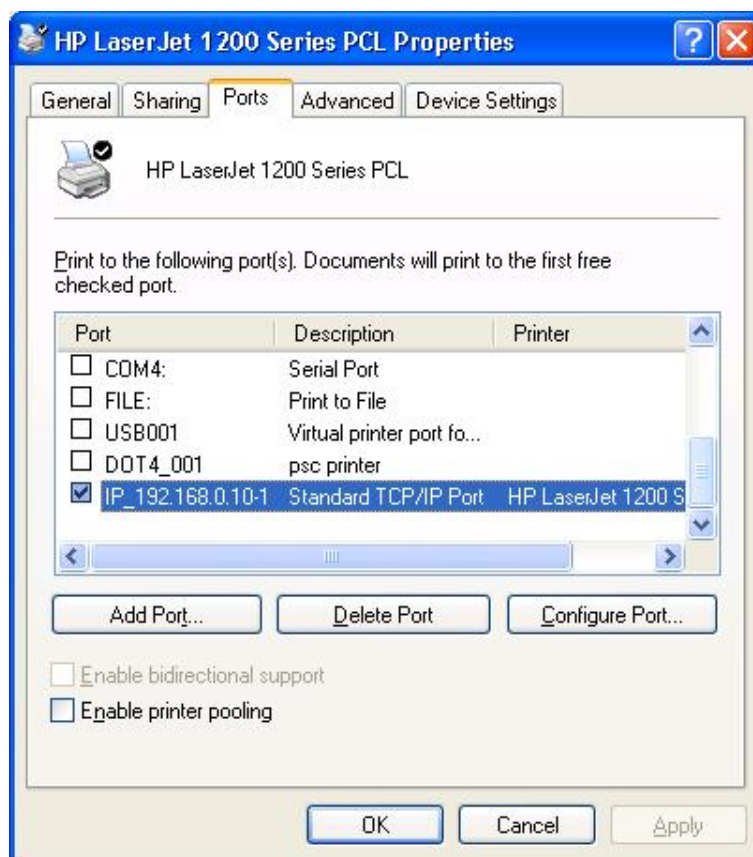 HP LaserJet 1200 Series PCL Properties
General Sharing Ports Advanced Device Settings
HP LaserJet 1200 Series PCL
Print to the following port(s). Documents will print to the first free
checked port.
Port Description Printer
COM4: Serial Port
FILE: Print to File
USB001 Virtual printer port fo...
DOT4_001 psc printer
IP_192.168.0.10-1 Standard TCP/IP Port HP LaserJet 1200 S
Add Port... Delete Port Configure Port...
Enable bidirectional support
Enable printer pooling
OK Cancel Apply